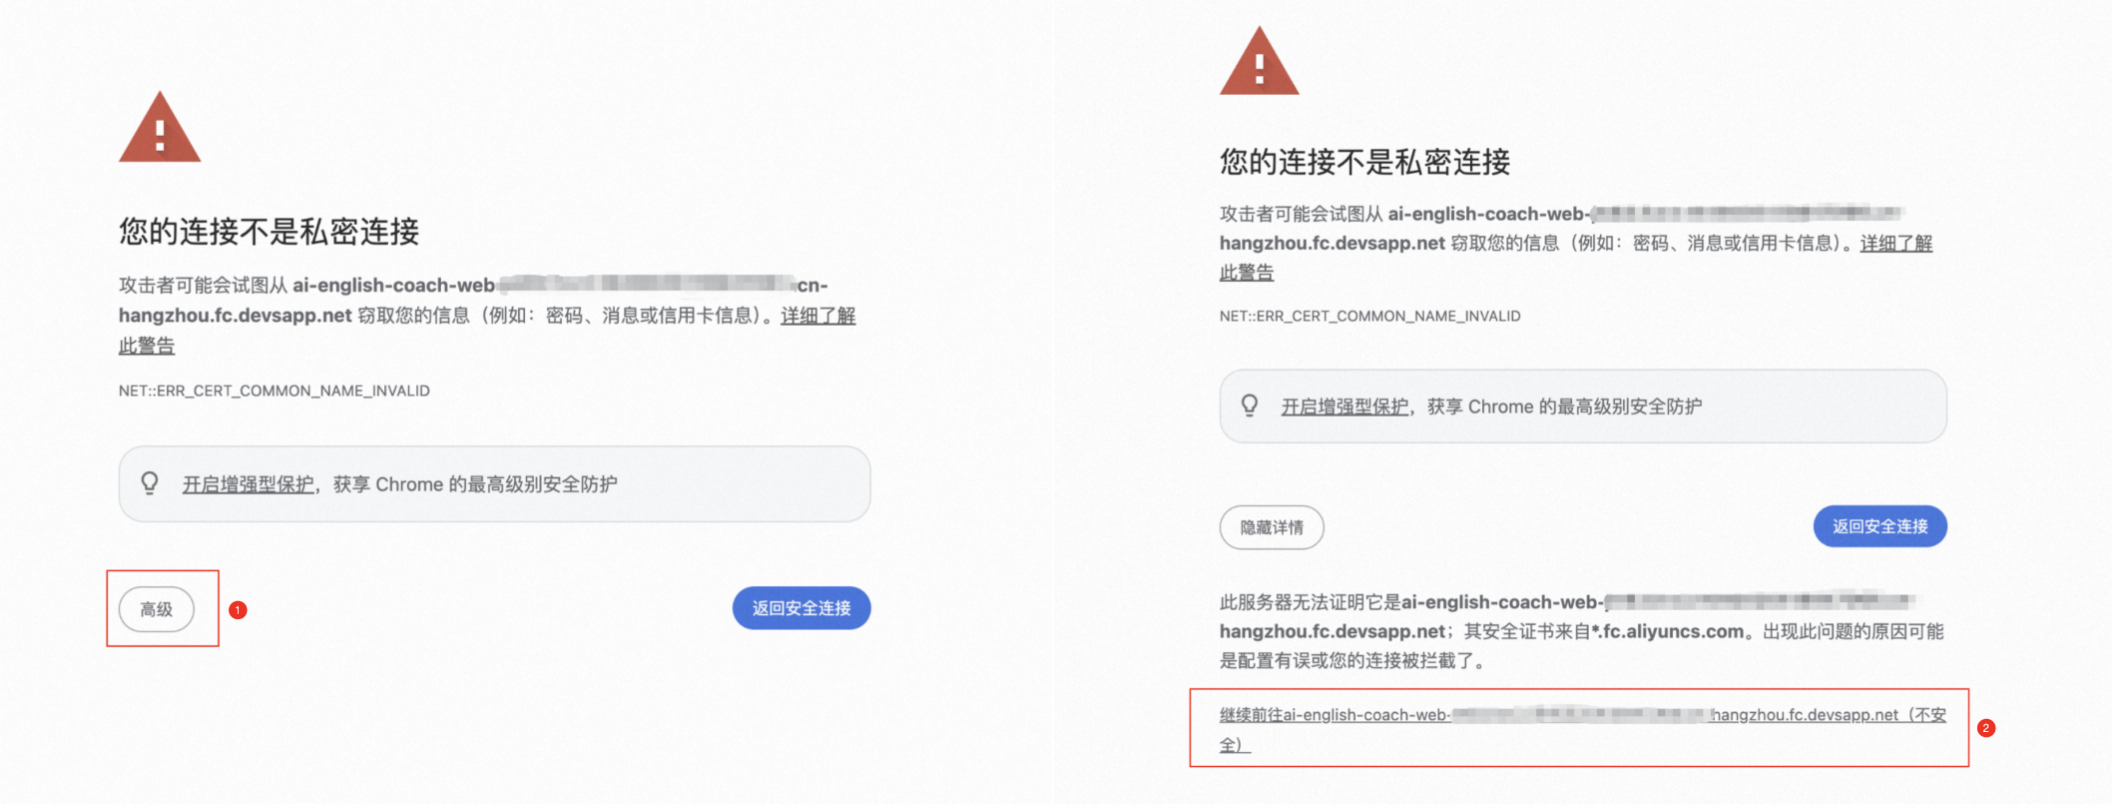 您的连接不是私密连接
攻击者可能会试图从 ai-english-coach-web- cn-
hangzhou.fc.devsapp.net 窃取您的信息（例如：密码、消息或信用卡信息）。详细了解
此警告
NET::ERR_CERT_COMMON_NAME_INVALID
开启增强型保护，获享 Chrome 的最高级别安全防护
高级
1
返回安全连接
您的连接不是私密连接
攻击者可能会试图从 ai-english-coach-web-
hangzhou.fc.devsapp.net 窃取您的信息（例如：密码、消息或信用卡信息）。详细了解
此警告
NET::ERR_CERT_COMMON_NAME_INVALID
开启增强型保护，获享 Chrome 的最高级别安全防护
隐藏详情
返回安全连接
此服务器无法证明它是ai-english-coach-web-
hangzhou.fc.devsapp.net；其安全证书来自*.fc.aliyuncs.com。出现此问题的原因可能
是配置有误或您的连接被拦截了。
继续前往ai-english-coach-web- hangzhou.fc.devsapp.net（不安
全）
2